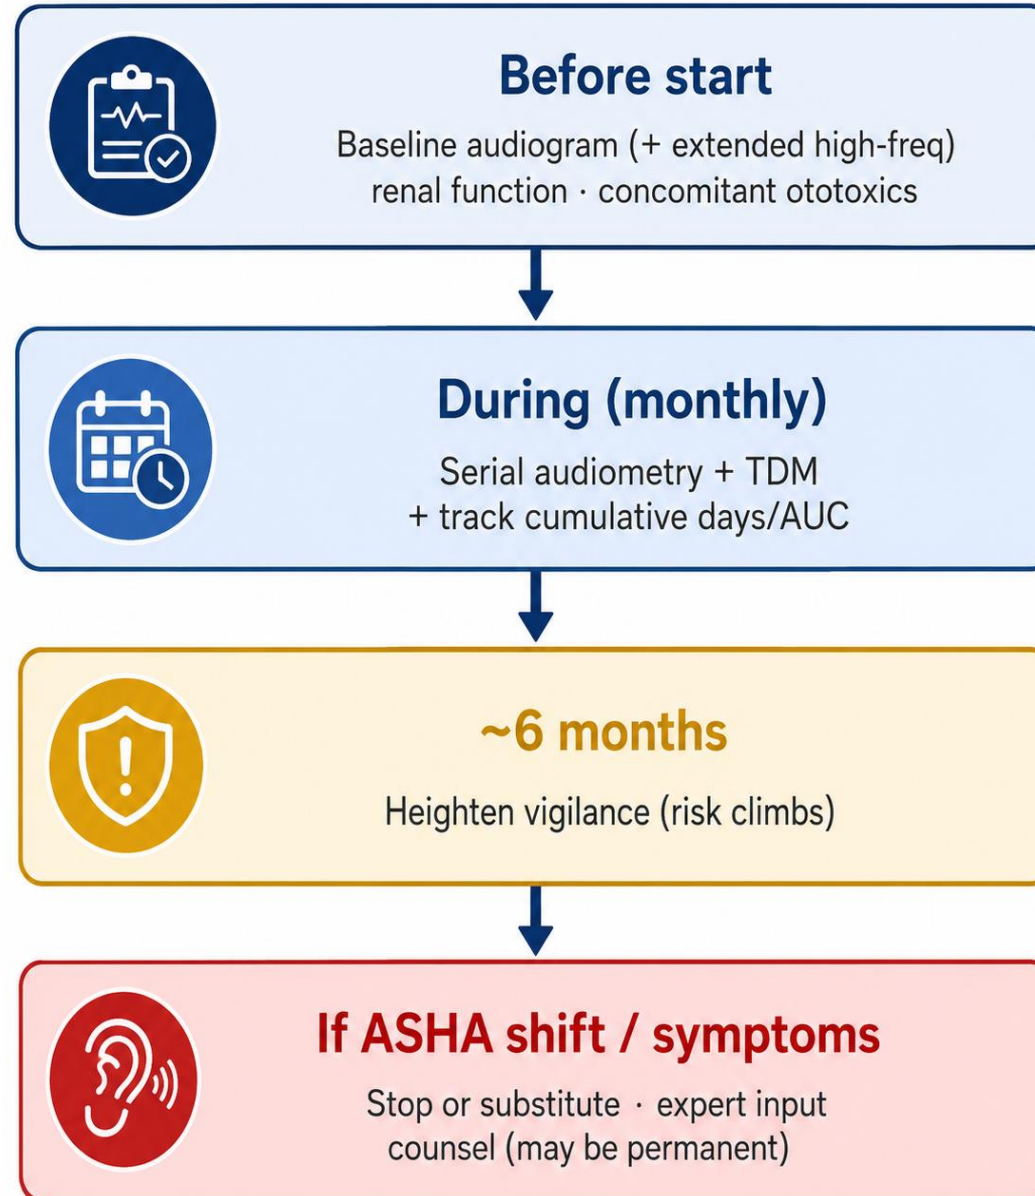 Before start
Baseline audiogram (+ extended high-freq)
renal function · concomitant ototoxics
During (monthly)
Serial audiometry + TDM
+ track cumulative days/AUC
~6 months
Heighten vigilance (risk climbs)
If ASHA shift / symptoms
Stop or substitute · expert input
counsel (may be permanent)